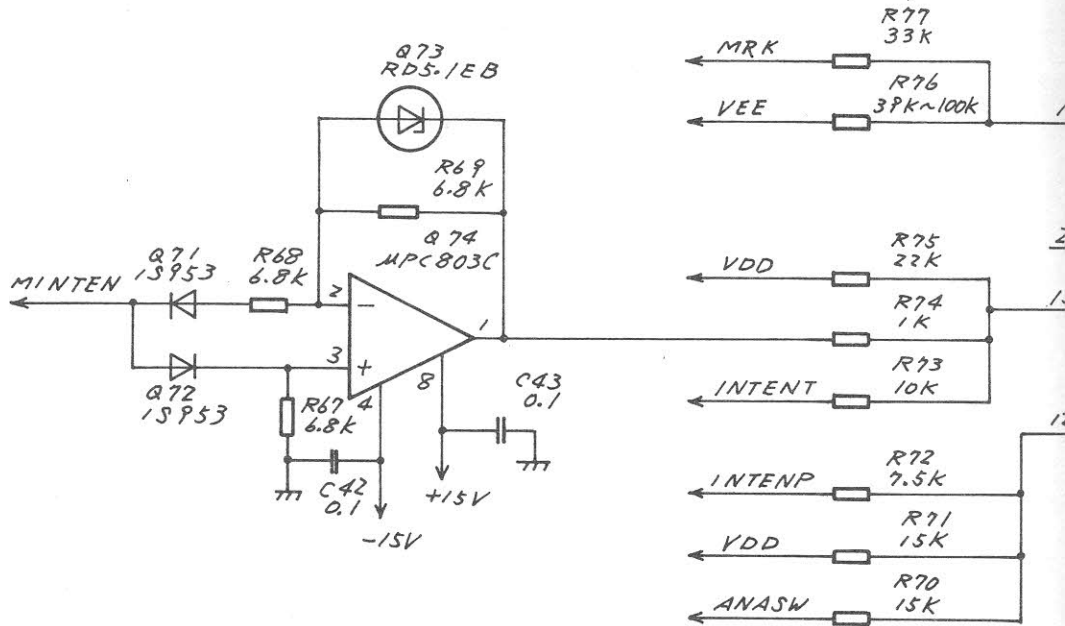 Q73
RD5.1EB
R69
6.8K
Q74
μPC803C
Q71
1S953
R68
6.8K
MINTEN
2
-
3
+
1
8
4
Q72
1S953
R67
6.8K
C42
0.1
-15V
+15V
C43
0.1
R77
33K
MRK
R76
39K~100K
VEE
R75
22K
VDD
R74
1K
R73
10K
INTENT
R72
7.5K
INTENP
R71
15K
VDD
R70
15K
ANASW